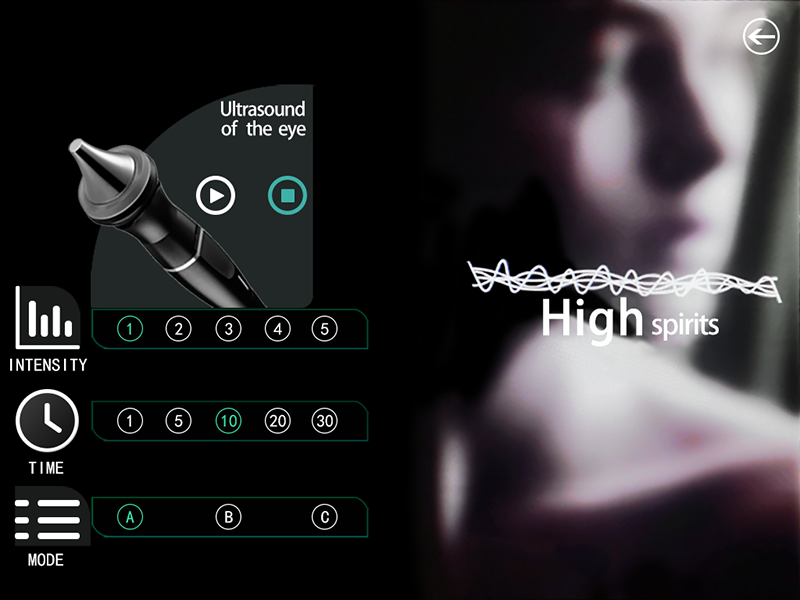 Ultrasound
of the eye
INTENSITY
1 2 3 4 5
TIME
1 5 10 20 30
MODE
A B C
High spirits